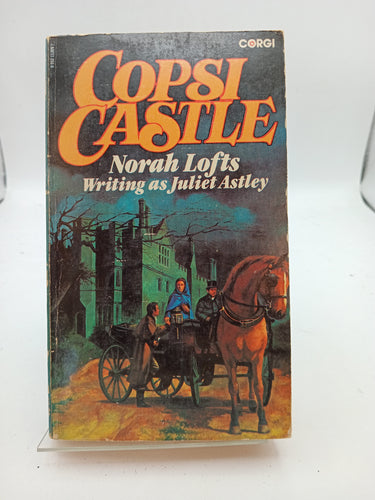 CORGI
COPSI
CASTLE
Norah Lofts
Writing as Juliet Astley